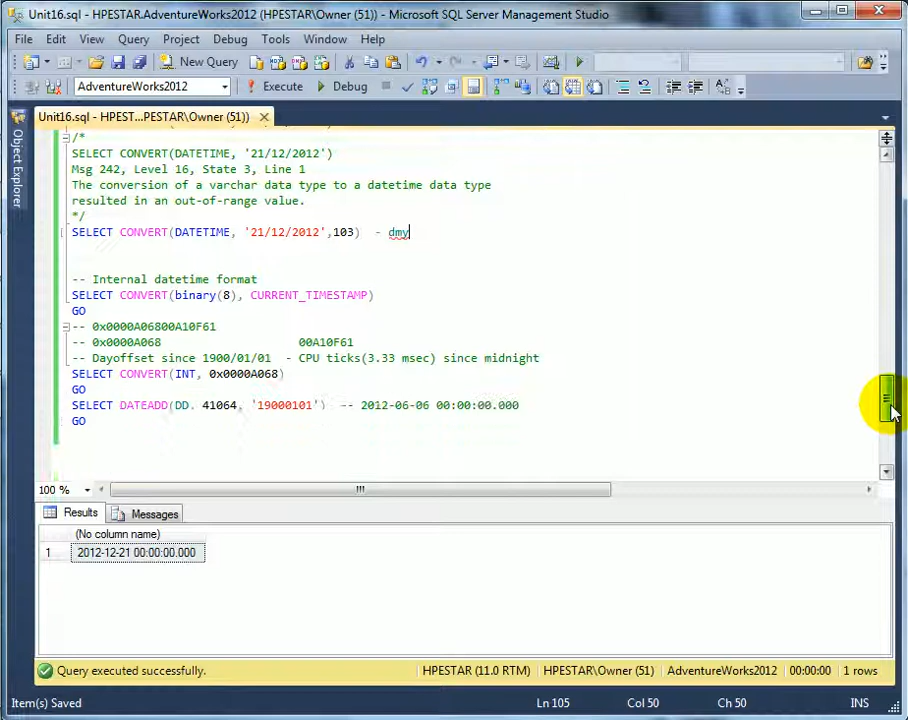 Unit16.sql - HPESTAR.AdventureWorks2012 (HPESTAR\Owner (51)) - Microsoft SQL Server Management Studio
File Edit View Query Project Debug Tools Window Help
New Query
AdventureWorks2012 Execute Debug
Unit16.sql - HPEST...PESTAR\Owner (51))
Object Explorer
/*
SELECT CONVERT(DATETIME, '21/12/2012')
Msg 242, Level 16, State 3, Line 1
The conversion of a varchar data type to a datetime data type
resulted in an out-of-range value.
*/
SELECT CONVERT(DATETIME, '21/12/2012',103) - dmy
-- Internal datetime format
SELECT CONVERT(binary(8), CURRENT_TIMESTAMP)
GO
-- 0x0000A06800A10F61
-- 0x0000A068 00A10F61
-- Dayoffset since 1900/01/01 - CPU ticks(3.33 msec) since midnight
SELECT CONVERT(INT, 0x0000A068)
GO
SELECT DATEADD(DD, 41064, '19000101') -- 2012-06-06 00:00:00.000
GO
100 %
Results Messages
(No column name)
1 2012-12-21 00:00:00.000
Query executed successfully. HPESTAR (11.0 RTM) HPESTAR\Owner (51) AdventureWorks2012 00:00:00 1 rows
Item(s) Saved Ln 105 Col 50 Ch 50 INS